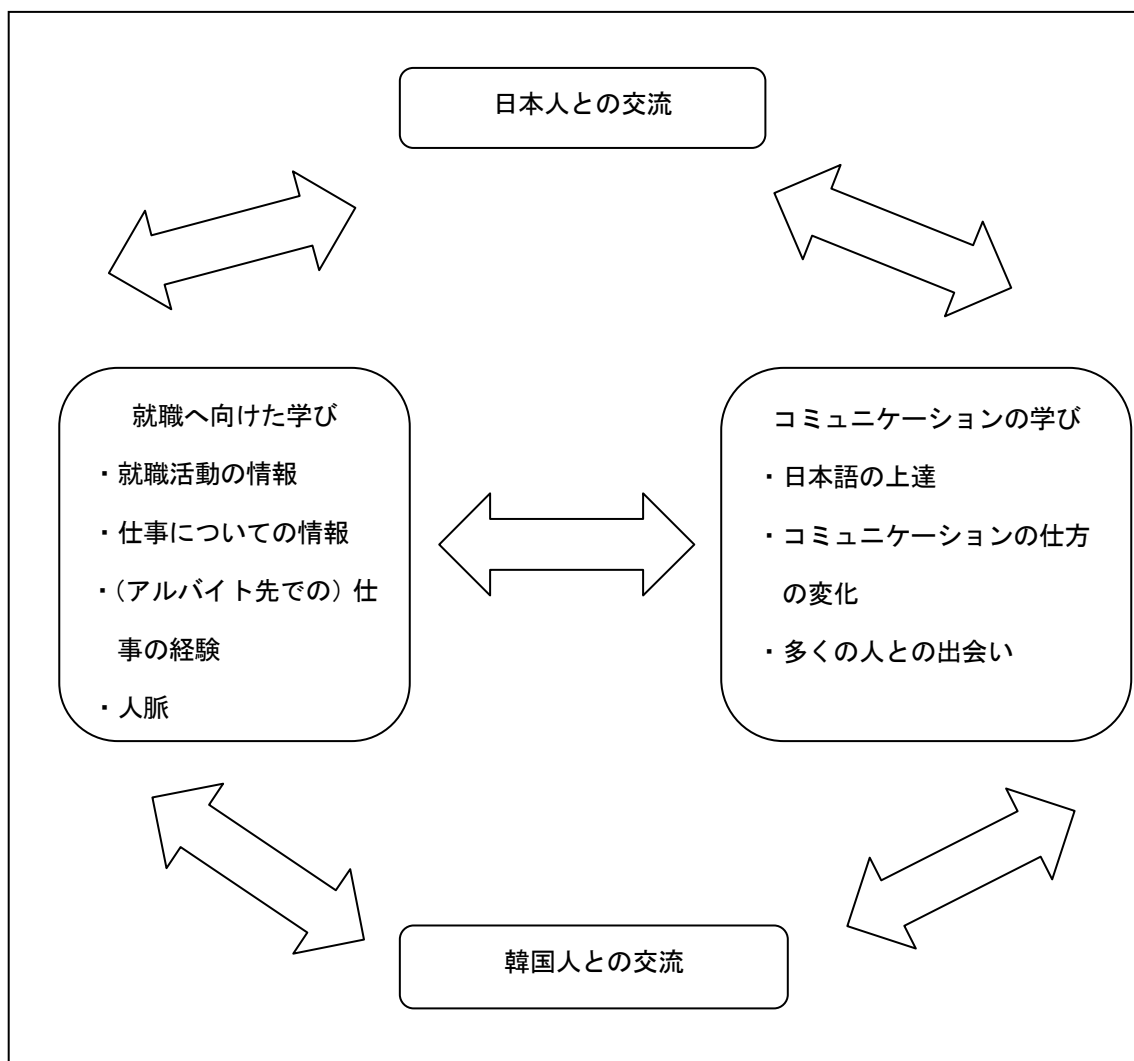 日本人との交流
就職へ向けた学び
・就職活動の情報
・仕事についての情報
・（アルバイト先での）仕
事の経験
・人脈
コミュニケーションの学び
・日本語の上達
・コミュニケーションの仕方
の変化
・多くの人との出会い
韓国人との交流